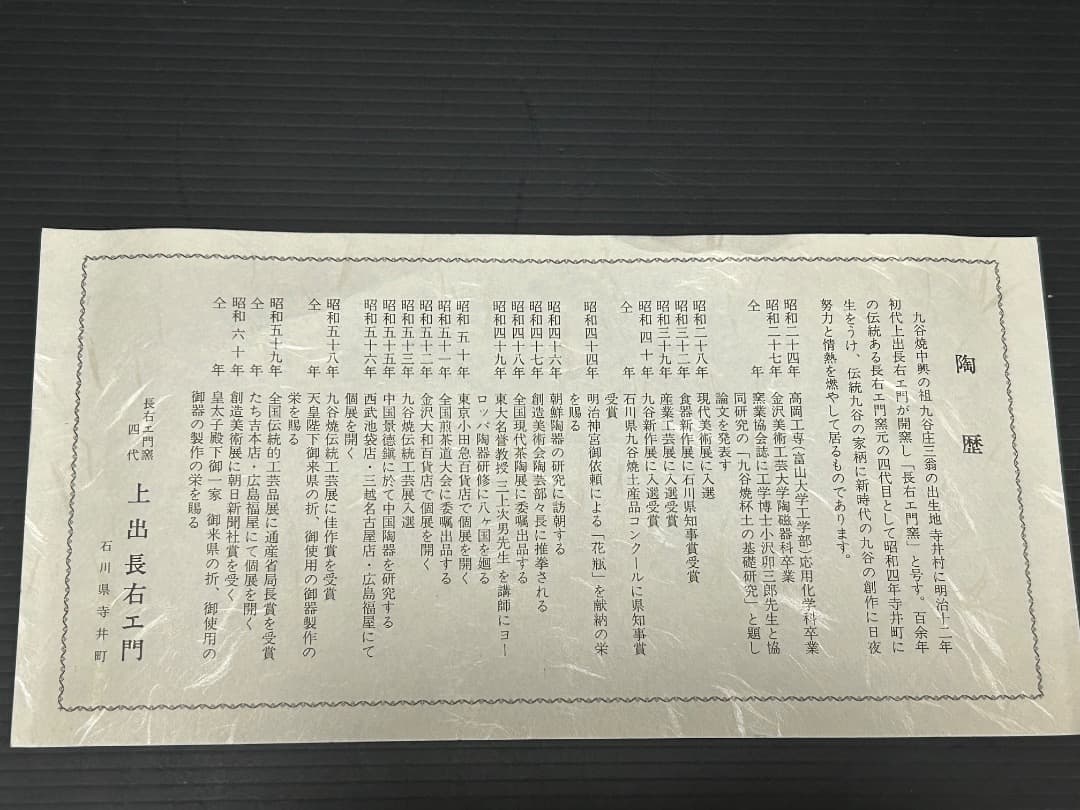 陶歴
九谷焼中興の祖九谷庄三翁の出生地寺井村に明治十二年
初代上出長右エ門が開窯し「長右エ門窯」と号す。百余年
の伝統ある長右エ門窯元の四代目として昭和四年寺井町に
生をうけ、伝統九谷の家柄に新時代の九谷の創作に日夜
努力と情熱を燃やして居るものであります。
昭和二十四年 高岡工専(富山大学工学部)応用化学科卒業
昭和二十七年 金沢美術工芸大学陶磁器科卒業
仝 年 窯業協会誌に工学博士小沢卯三郎先生と協
同研究の「九谷焼杯土の基礎研究」と題し
論文を発表す
昭和二十八年 現代美術展に入選
昭和三十二年 食器新作展に石川県知事賞受賞
昭和三十九年 産業工芸展に入選受賞
昭和四十年 九谷新作展に入選受賞
仝 年 石川県九谷焼土産品コンクールに県知事賞
受賞
昭和四十四年 明治神宮御依頼による「花瓶」を献納の栄
を賜る
昭和四十六年 朝鮮陶器の研究に訪朝する
昭和四十七年 創造美術会陶芸部々長に推挙される
昭和四十八年 全国現代茶陶展に委嘱出品する
昭和四十九年 東大名誉教授「三上次男先生」を講師にヨー
ロッパ陶器研修に八ヶ国を廻る
昭和五十年 東京小田急百貨店で個展を開く
昭和五十一年 全国煎茶道大会に委嘱出品する
昭和五十二年 金沢大和百貨店で個展を開く
昭和五十三年 九谷焼伝統工芸展入選
昭和五十五年 中国景德鎭に於て中国陶器を研究する
昭和五十六年 西武池袋店・三越名古屋店・広島福屋にて
個展を開く
昭和五十八年 九谷焼伝統工芸展に佳作賞を受賞
仝 年 天皇陛下御来県の折、御使用の御器製作の
栄を賜る
昭和五十九年 全国伝統的工芸品展に通産省局長賞を受賞
仝 年 たち吉本店・広島福屋にて個展を開く
昭和六十年 創造美術展に朝日新聞社賞を受く
仝 年 皇太子殿下御一家 御来県の折、御使用の
御器の製作の栄を賜る
長右エ門窯
四代 上出長右エ門
石川県寺井町